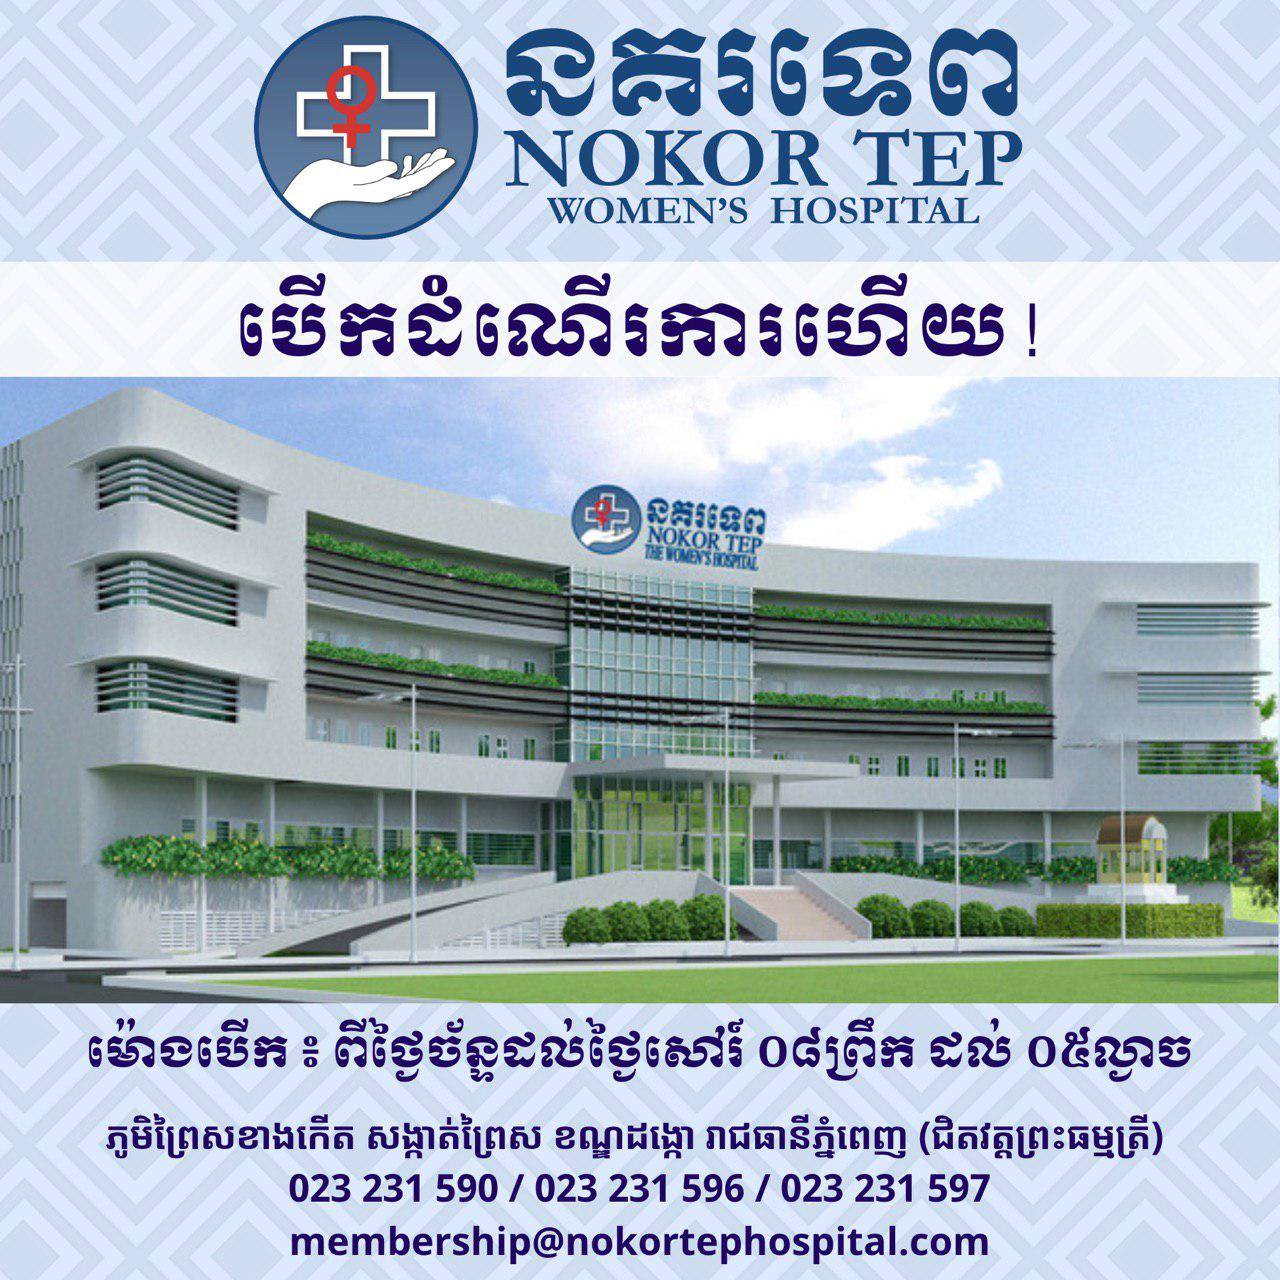 នគរទេព
NOKOR TEP
WOMEN'S HOSPITAL
បើកដំណើរការហើយ!
នគរទេព
NOKOR TEP
THE WOMEN'S HOSPITAL
ម៉ោងបើក ៖ ពីថ្ងៃច័ន្ទដល់ថ្ងៃសៅរ៍ ០៨ព្រឹក ដល់ ០៥ល្ងាច
ភូមិព្រៃសខាងកើត សង្កាត់ព្រៃស ខណ្ឌដង្កោ រាជធានីភ្នំពេញ (ជិតវត្តព្រះធម្មត្រី)
023 231 590 / 023 231 596 / 023 231 597
membership@nokortephospital.com